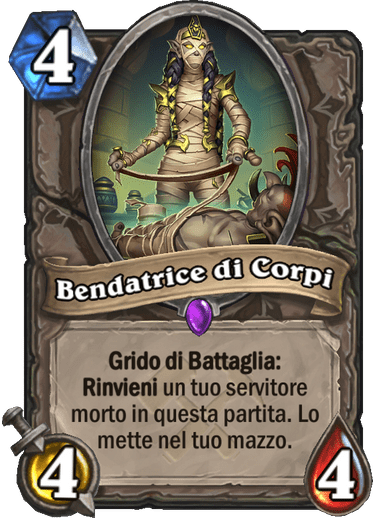 4
Bendatrice di Corpi
Grido di Battaglia:
Rinvieni un tuo servitore
morto in questa partita. Lo
mette nel tuo mazzo.
4
4